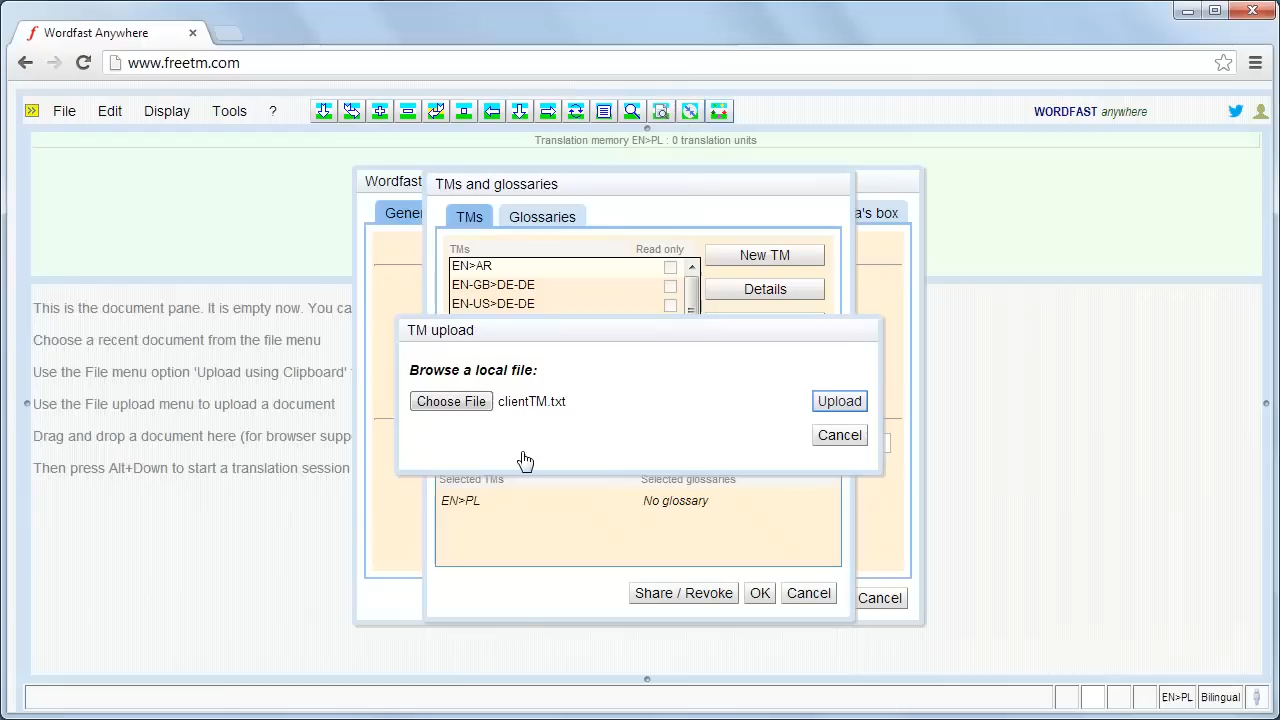 Wordfast Anywhere
www.freetm.com
File Edit Display Tools ?
WORDFAST anywhere
Translation memory EN>PL : 0 translation units
Wordfast
TMs and glossaries
Gener
TMs Glossaries
a's box
TMs Read only
New TM
EN>AR
EN-GB>DE-DE
Details
EN-US>DE-DE
This is the document pane. It is empty now. You ca
TM upload
Choose a recent document from the file menu
Browse a local file:
Use the File menu option 'Upload using Clipboard'
Choose File clientTM.txt Upload
Use the File upload menu to upload a document
Drag and drop a document here (for browser supp
Cancel
Then press Alt+Down to start a translation session
Selected TMs Selected glossaries
EN>PL No glossary
Share / Revoke OK Cancel
Cancel
EN>PL Bilingual